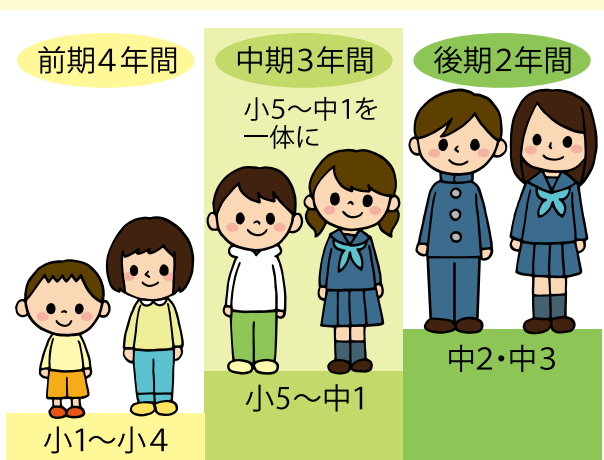 前期4年間
中期3年間
後期2年間
小5～中1を
一体に
小1～小4
小5～中1
中2・中3